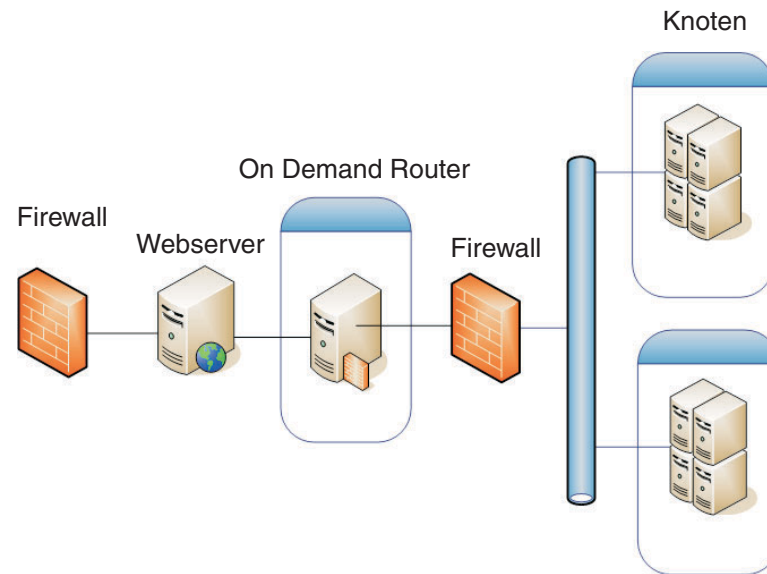 Knoten
On Demand Router
Firewall
Webserver
Firewall